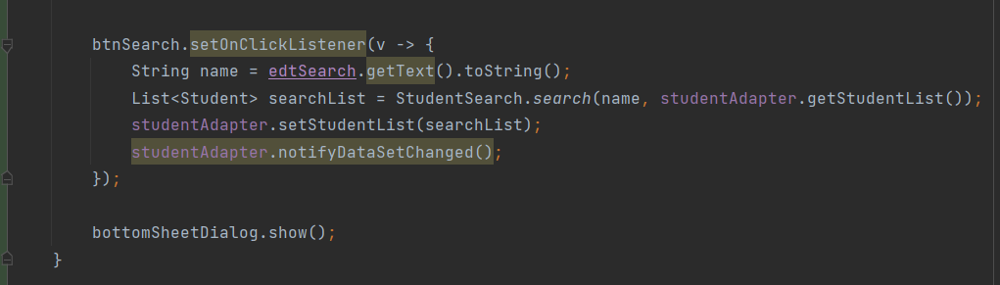 btnSearch.setOnClickListener(v -> {
String name = edtSearch.getText().toString();
List<Student> searchList = StudentSearch.search(name, studentAdapter.getStudentList());
studentAdapter.setStudentList(searchList);
studentAdapter.notifyDataSetChanged();
});
bottomSheetDialog.show();
}